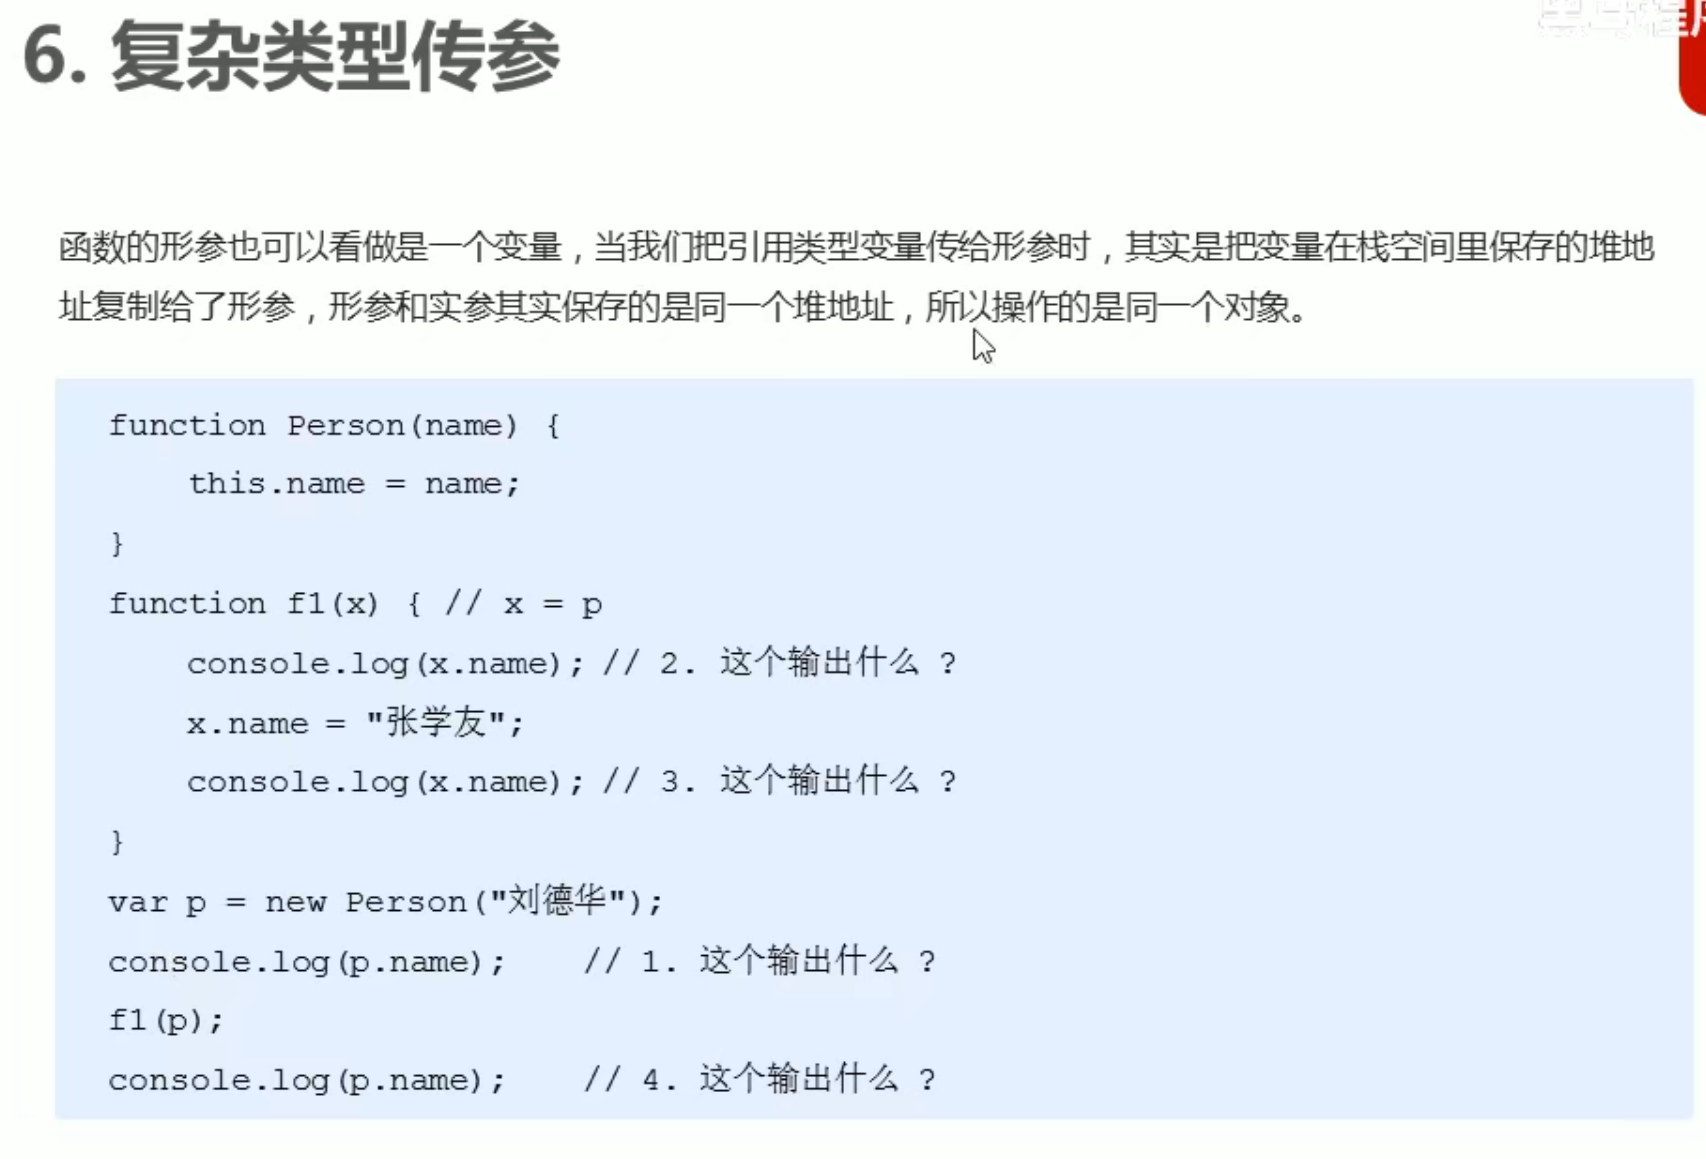 6. 复杂类型传参
函数的形参也可以看做是一个变量，当我们把引用类型变量传给形参时，其实是把变量在栈空间里保存的堆地
址复制给了形参，形参和实参其实保存的是同一个堆地址，所以操作的是同一个对象。
function Person(name) {
    this.name = name;
}
function f1(x) { // x = p
    console.log(x.name); // 2. 这个输出什么 ?
    x.name = "张学友";
    console.log(x.name); // 3. 这个输出什么 ?
}
var p = new Person("刘德华");
console.log(p.name);    // 1. 这个输出什么 ?
f1(p);
console.log(p.name);    // 4. 这个输出什么 ?